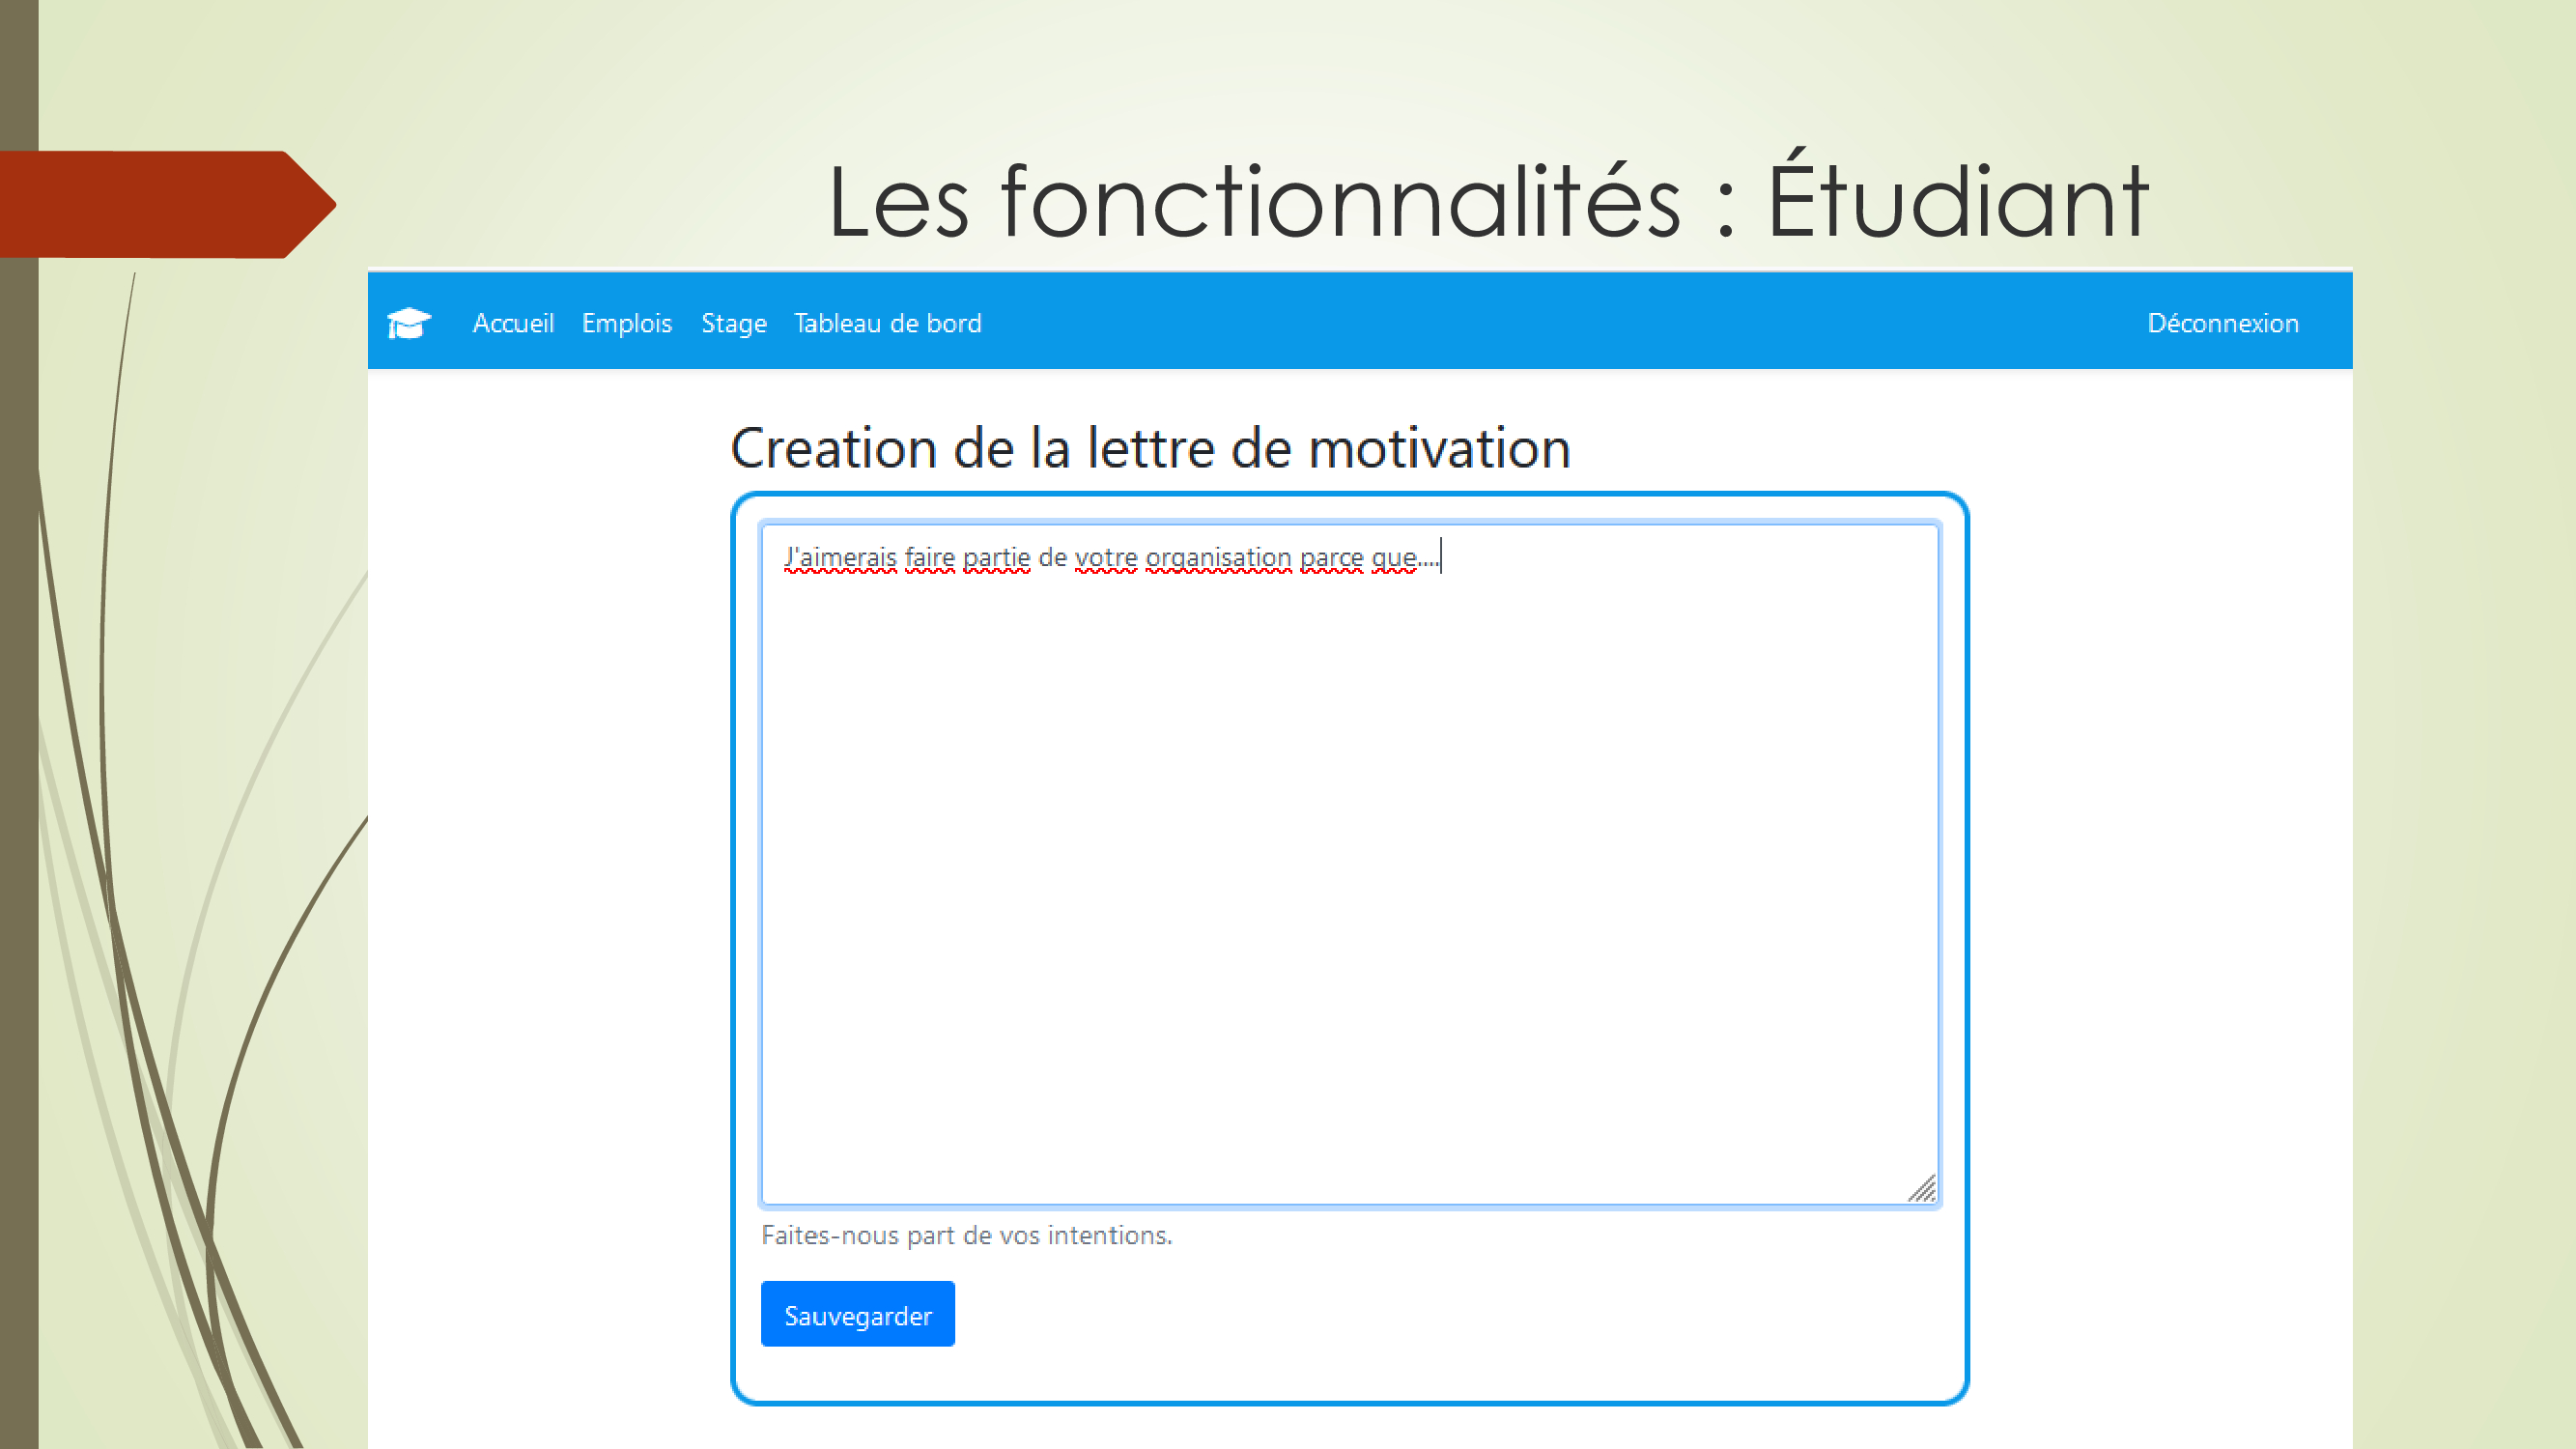 Les fonctionnalités : Étudiant
Accueil Emplois Stage Tableau de bord Déconnexion
Creation de la lettre de motivation
J'aimerais faire partie de votre organisation parce que....
Faites-nous part de vos intentions.
Sauvegarder